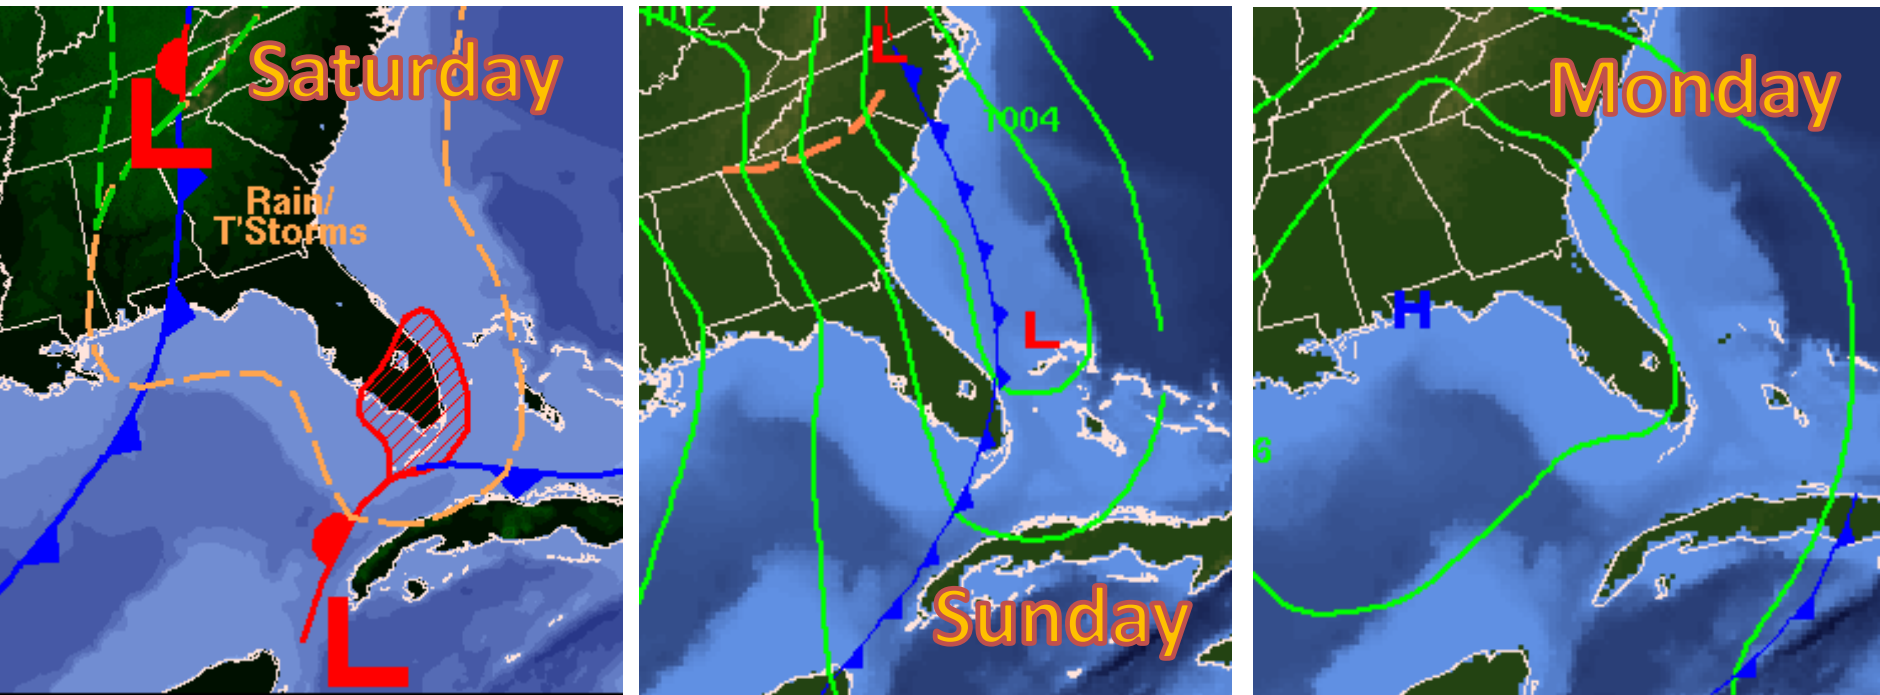 Saturday
L
Rain/
T'Storms
L
1012
L
1004
L
Sunday
Monday
H
6